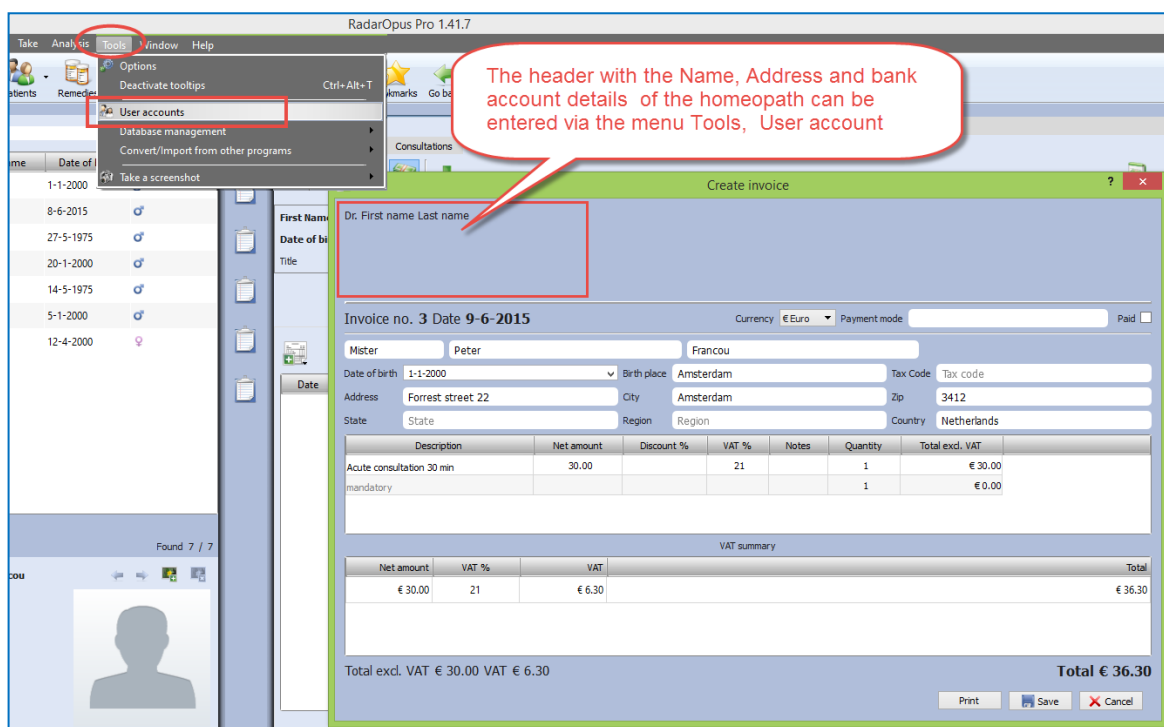 RadarOpus Pro 1.41.7
Take Analysis Tools Window Help
Options
Deactivate tooltips Ctrl+Alt+T
User accounts
Database management
Convert/Import from other programs
Take a screenshot
The header with the Name, Address and bank
account details of the homeopath can be
entered via the menu Tools, User account
Remedies
Go ba
Consultations
Date of
1-1-2000
8-6-2015
27-5-1975
20-1-2000
14-5-1975
5-1-2000
12-4-2000
Found 7 / 7
First Name
Date of bi
Title
Date
Create invoice ? ×
Dr. First name Last name
Invoice no. 3 Date 9-6-2015 Currency € Euro Payment mode Paid
Mister Peter Francou
Date of birth 1-1-2000 Birth place Amsterdam Tax Code Tax code
Address Forrest street 22 City Amsterdam Zip 3412
State State Region Region Country Netherlands
Description Net amount Discount % VAT % Notes Quantity Total excl. VAT
Acute consultation 30 min 30.00 21 1 € 30.00
mandatory 1 € 0.00
VAT summary
Net amount VAT % VAT Total
€ 30.00 21 € 6.30 € 36.30
Total excl. VAT € 30.00 VAT € 6.30 Total € 36.30
Print Save Cancel